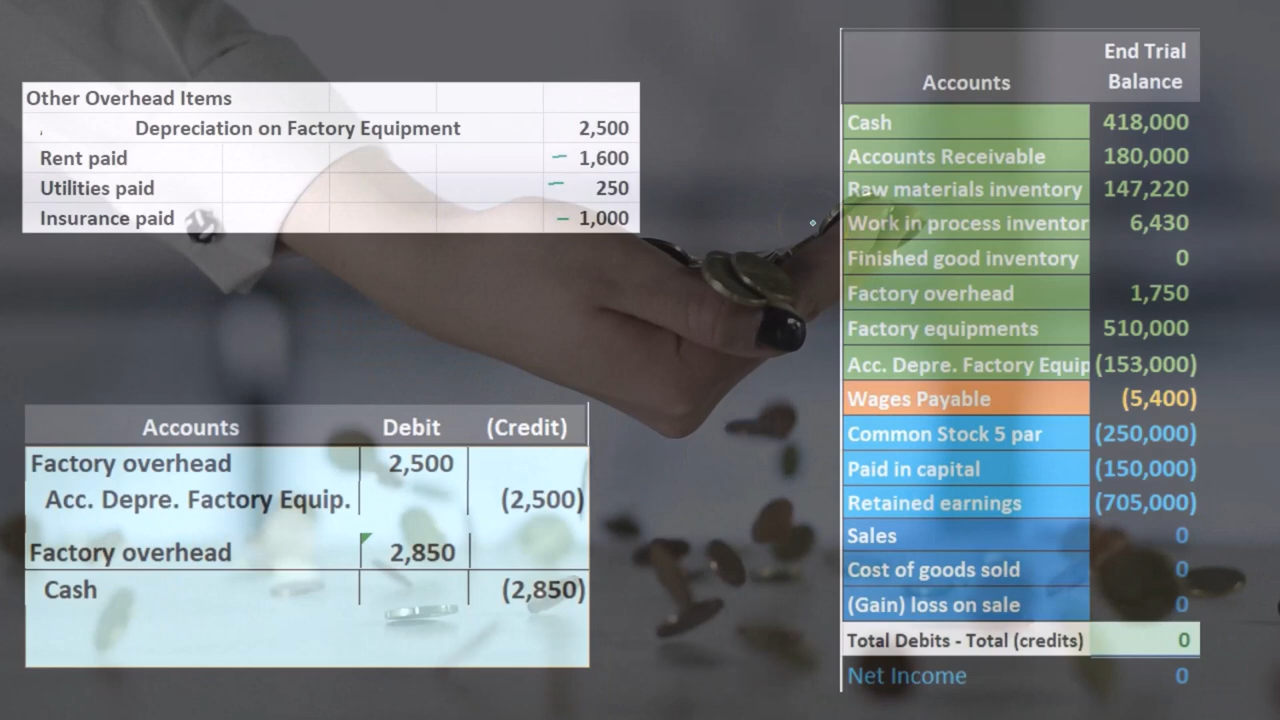 Other Overhead Items
Depreciation on Factory Equipment 2,500
Rent paid 1,600
Utilities paid 250
Insurance paid 1,000
Accounts Debit (Credit)
Factory overhead 2,500
Acc. Depre. Factory Equip. (2,500)
Factory overhead 2,850
Cash (2,850)
Accounts End Trial Balance
Cash 418,000
Accounts Receivable 180,000
Raw materials inventory 147,220
Work in process inventor 6,430
Finished good inventory 0
Factory overhead 1,750
Factory equipments 510,000
Acc. Depre. Factory Equip (153,000)
Wages Payable (5,400)
Common Stock 5 par (250,000)
Paid in capital (150,000)
Retained earnings (705,000)
Sales 0
Cost of goods sold 0
(Gain) loss on sale 0
Total Debits - Total (credits) 0
Net Income 0